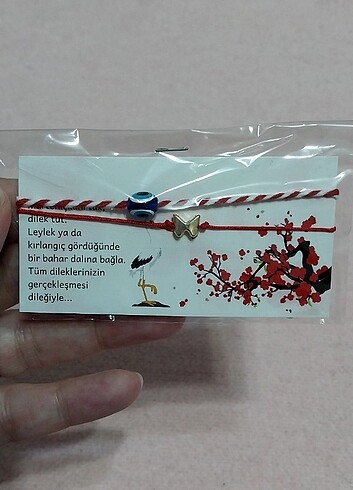 dilek tut.
Leylek ya da
kırlangıç gördüğünde
bir bahar dalına bağla.
Tüm dileklerinizin
gerçekleşmesi
dileğiyle...